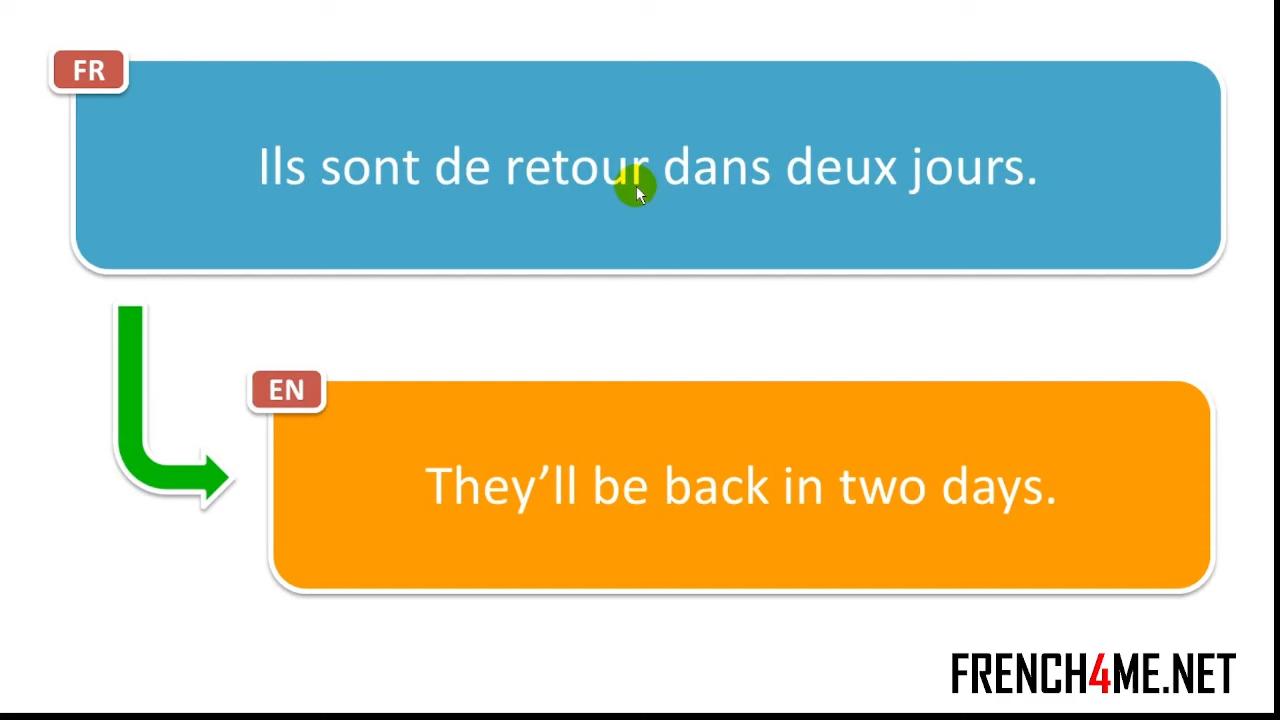 FR
Ils sont de retour dans deux jours.
EN
They’ll be back in two days.
FRENCH4ME.NET